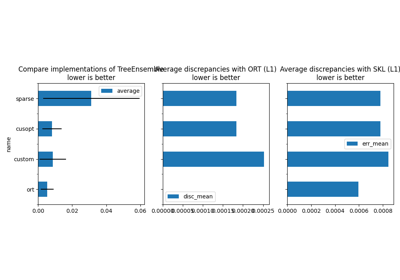 Compare implementations of TreeEnsemble
lower is better
average
sparse
cusopt
custom
ort
name
0.00
0.02
0.04
0.06
Average discrepancies with ORT (L1)
lower is better
disc_mean
0.00000
0.00005
0.00010
0.00015
0.00020
0.00025
Average discrepancies with SKL (L1)
lower is better
err_mean
0.0000
0.0002
0.0004
0.0006
0.0008